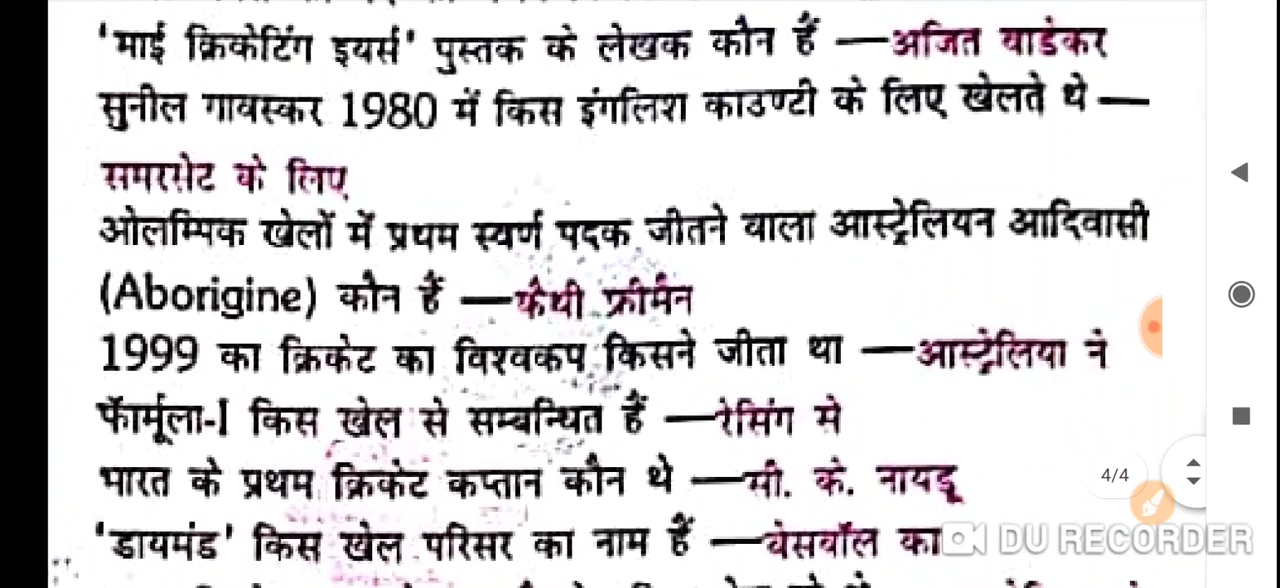 'माई क्रिकेटिंग इयर्स' पुस्तक के लेखक कौन हैं —अजित वाडेकर
सुनील गावस्कर 1980 में किस इंगलिश काउण्टी के लिए खेलते थे —
समरसेट के लिए
ओलम्पिक खेलों में प्रथम स्वर्ण पदक जीतने वाला आस्ट्रेलियन आदिवासी
(Aborigine) कौन हैं —कैथी फ्रीमैन
1999 का क्रिकेट का विश्वकप किसने जीता था —आस्ट्रेलिया ने
फॅार्मूला-I किस खेल से सम्बन्धित हैं —रेसिंग से
भारत के प्रथम क्रिकेट कप्तान कौन थे —सी. के. नायडू
4/4
'डायमंड' किस खेल परिसर का नाम हैं —बेसबॉल का
DU RECORDER